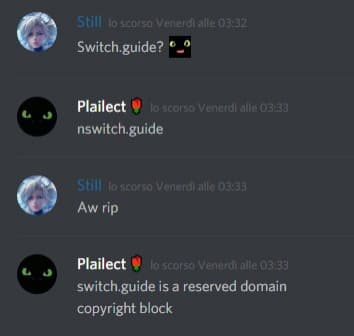 Still lo scorso Venerdì alle 03:32
Switch.guide?
Plailect lo scorso Venerdì alle 03:33
nswitch.guide
Still lo scorso Venerdì alle 03:33
Aw rip
Plailect lo scorso Venerdì alle 03:33
switch.guide is a reserved domain
copyright block